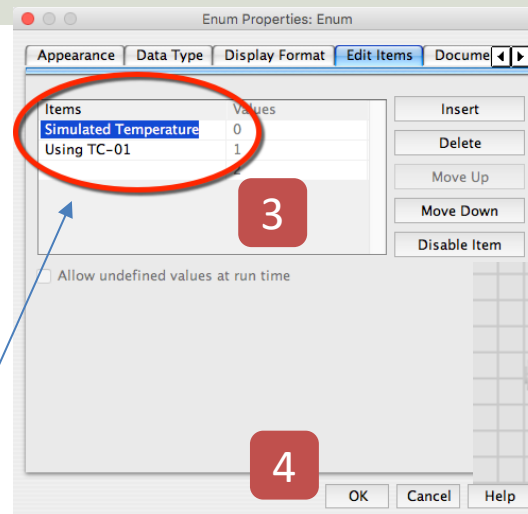 Enum Properties: Enum
Appearance Data Type Display Format Edit Items Docume
Items Values
Simulated Temperature 0
Using TC-01 1
2
Insert
Delete
Move Up
Move Down
Disable Item
3
Allow undefined values at run time
4
OK Cancel Help